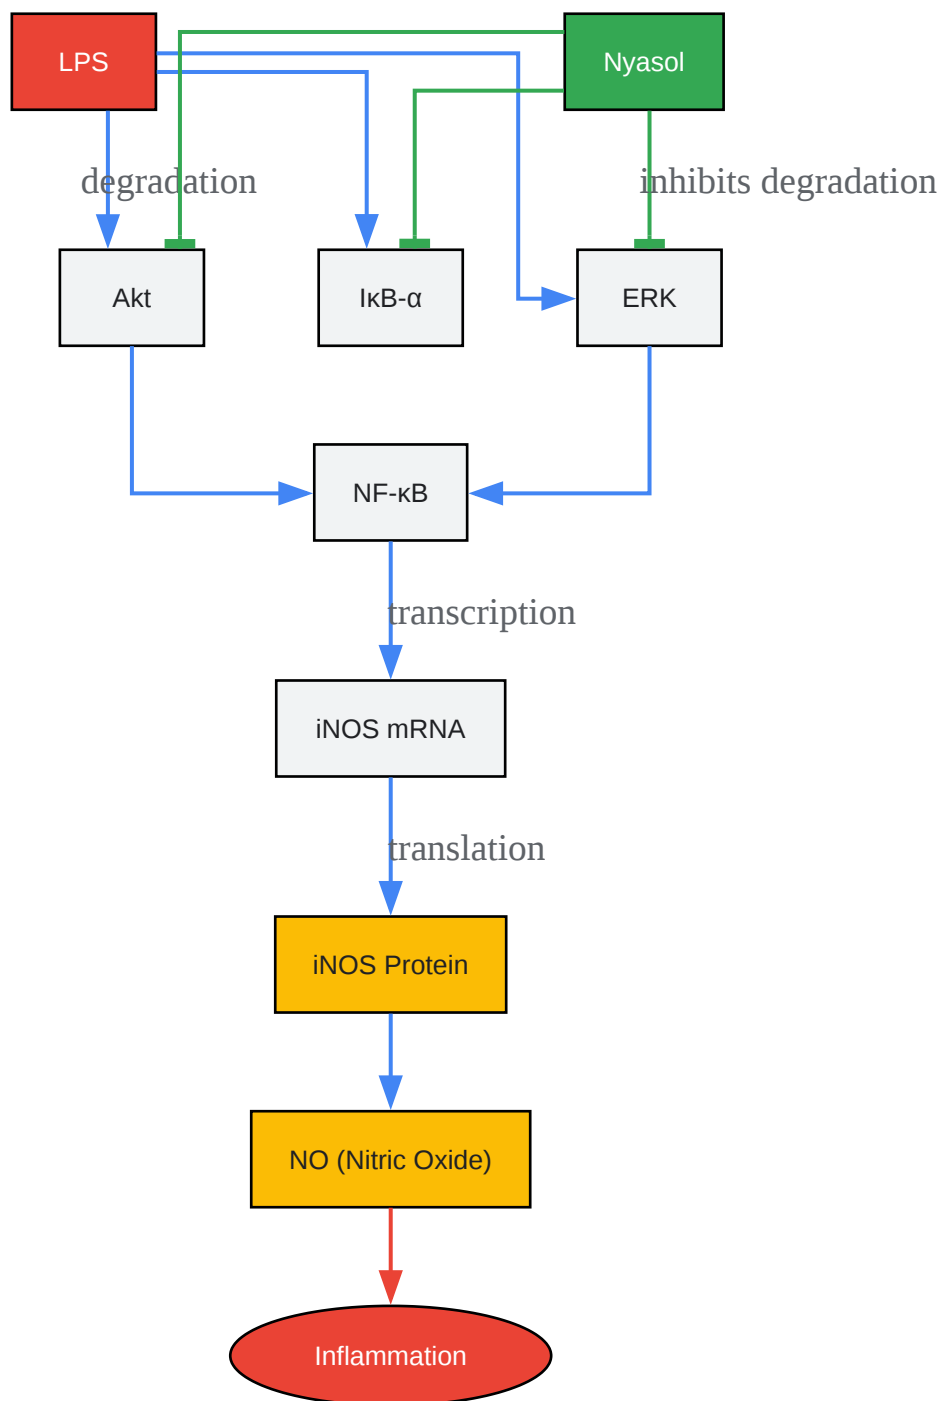 LPS
Nyasol
degradation
inhibits degradation
Akt
IκB-α
ERK
NF-κB
transcription
iNOS mRNA
translation
iNOS Protein
NO (Nitric Oxide)
Inflammation